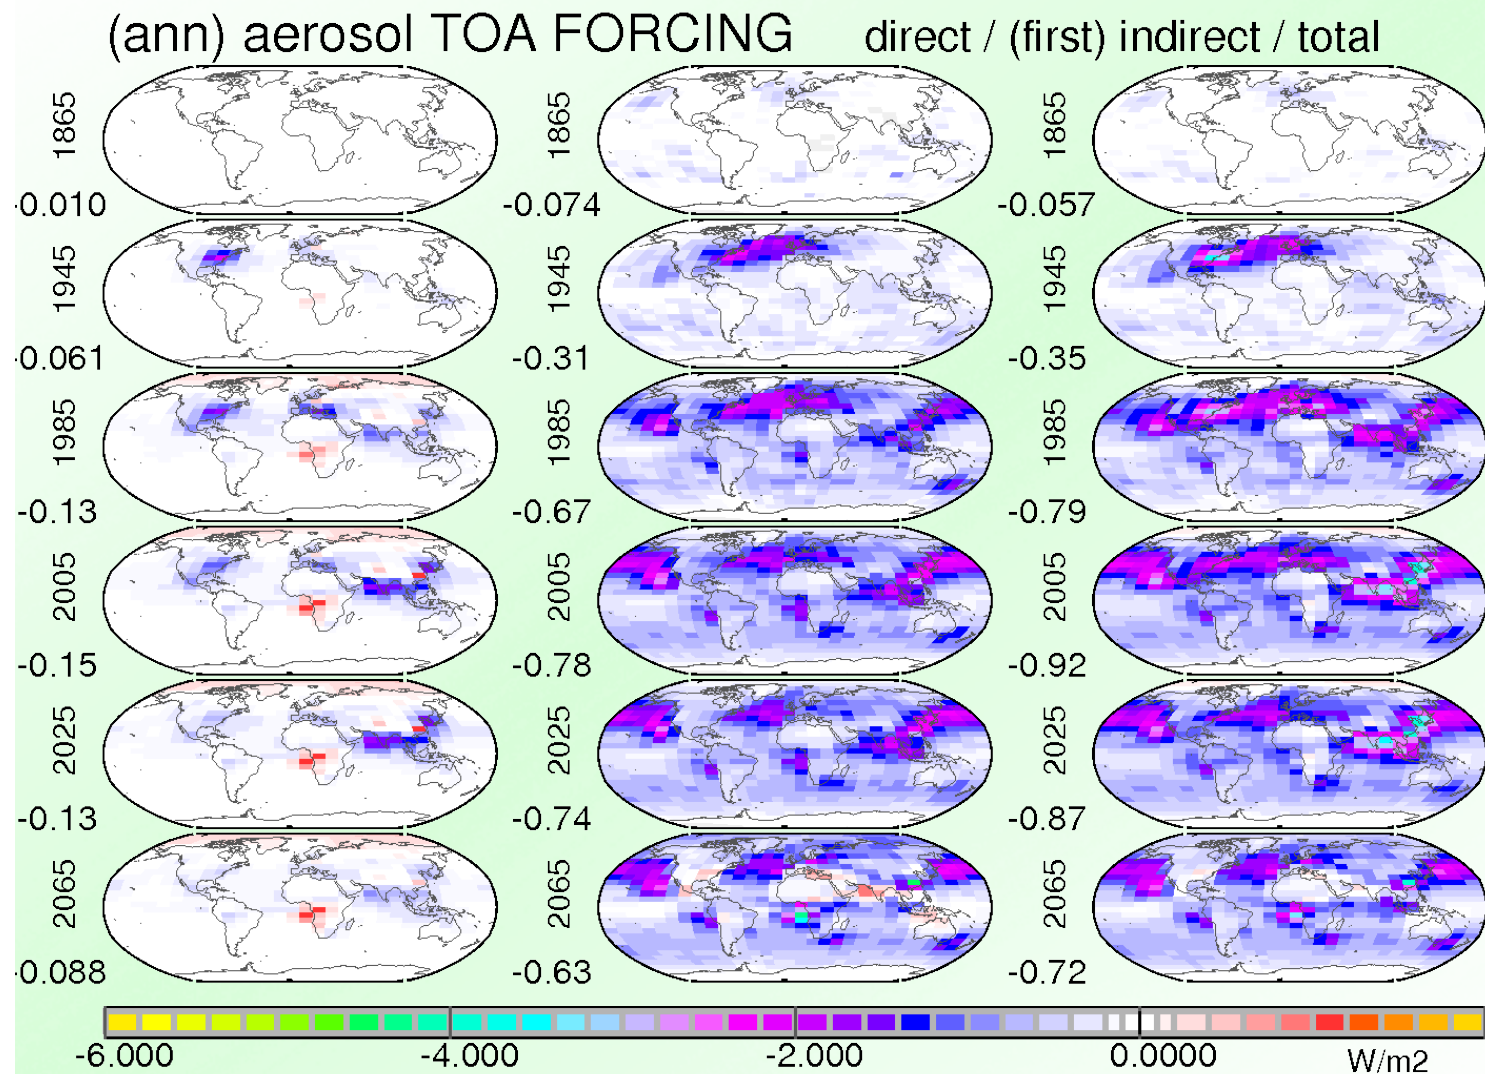 (ann) aerosol TOA FORCING direct / (first) indirect / total
1865 1865 1865
-0.010 -0.074 -0.057
1945 1945 1945
-0.061 -0.31 -0.35
1985 1985 1985
-0.13 -0.67 -0.79
2005 2005 2005
-0.15 -0.78 -0.92
2025 2025 2025
-0.13 -0.74 -0.87
2065 2065 2065
-0.088 -0.63 -0.72
-6.000 -4.000 -2.000 0.0000 W/m2